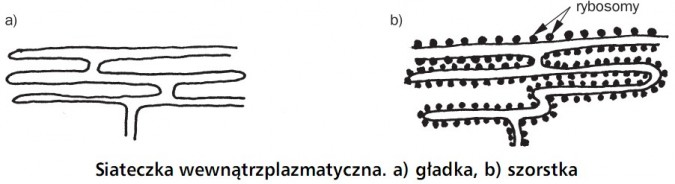 a)
b)
rybosomy
Siateczka wewnątrzplazmatyczna. a) gładka, b) szorstka